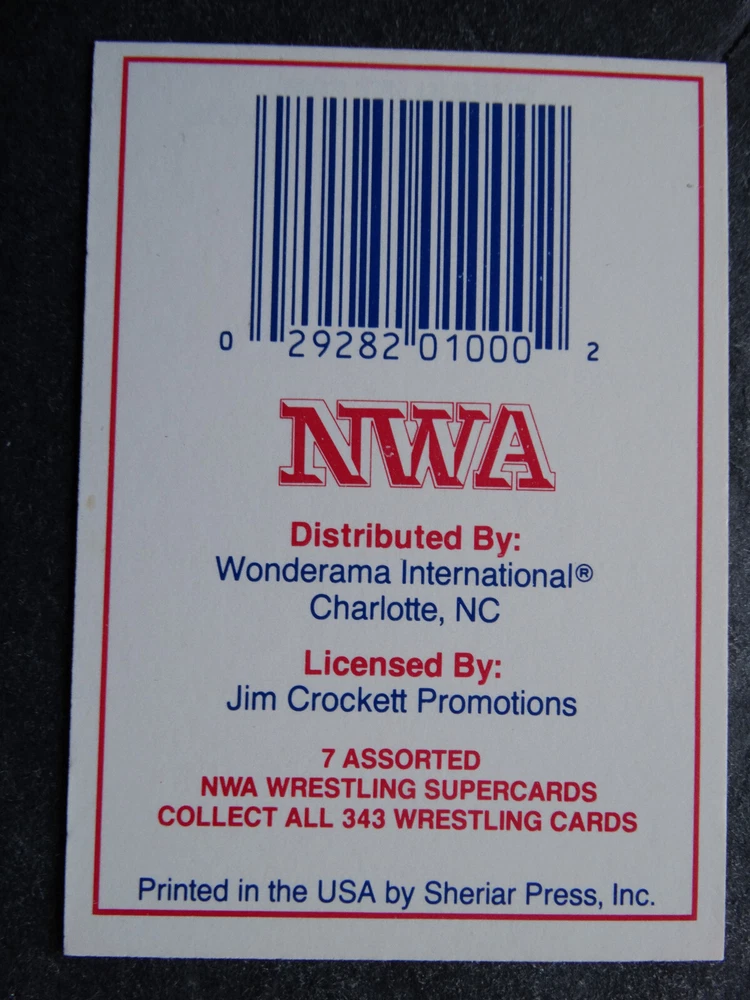 0 29282 01000 2
NWA
Distributed By:
Wonderama International®
Charlotte, NC
Licensed By:
Jim Crockett Promotions
7 ASSORTED
NWA WRESTLING SUPERCARDS
COLLECT ALL 343 WRESTLING CARDS
Printed in the USA by Sheriar Press, Inc.